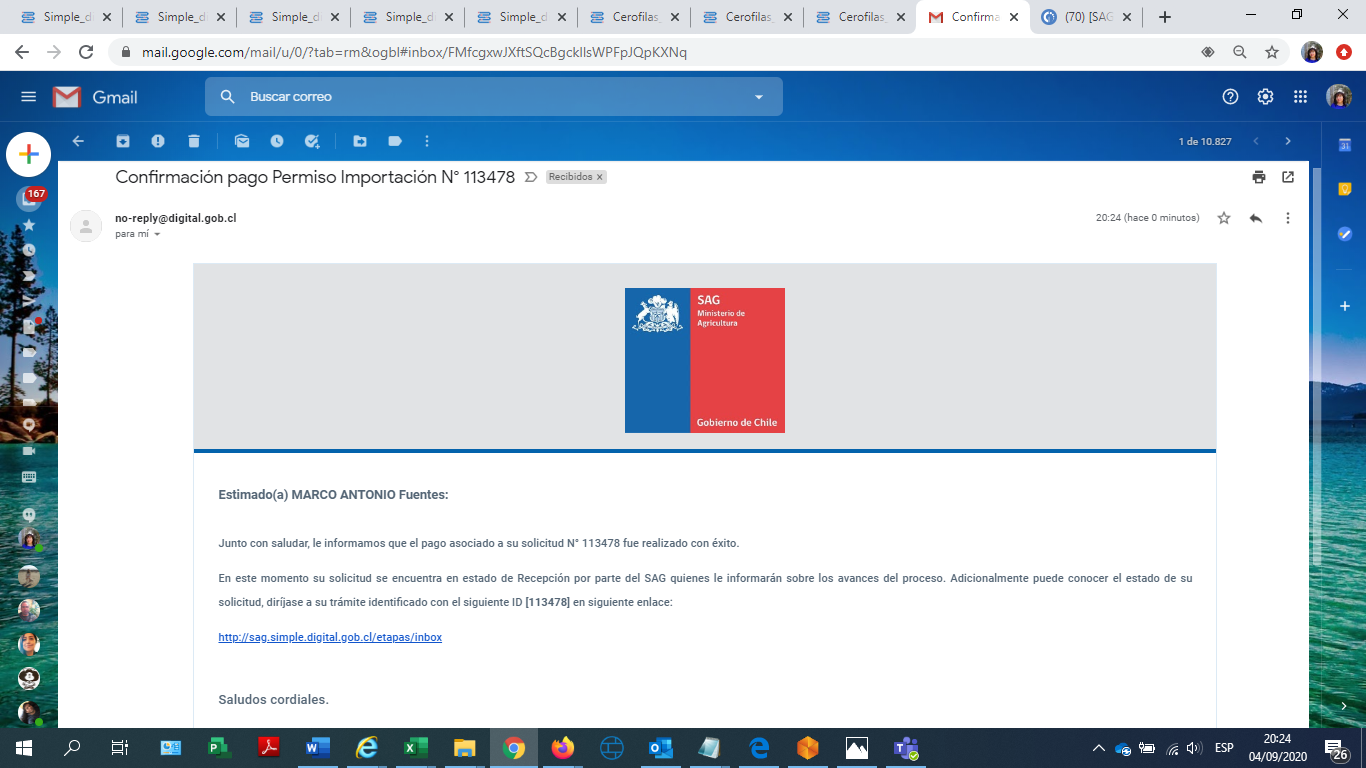 Simple_d
Simple_d
Simple_d
Simple_d
Simple_d
Cerofilas_
Cerofilas_
Cerofilas_
Confirma
(70) [SAG
mail.google.com/mail/u/0/?tab=rm&ogbl#inbox/FMfcgxwJXftSQcBgckllsWPFpJQpKXNq
Gmail
Buscar correo
1 de 10.827
Confirmación pago Permiso Importación N° 113478
Recibidos x
167
no-reply@digital.gob.cl
20:24 (hace 0 minutos)
para mí
31
SAG
Ministerio de
Agricultura
Gobierno de Chile
Estimado(a) MARCO ANTONIO Fuentes:
Junto con saludar, le informamos que el pago asociado a su solicitud N° 113478 fue realizado con éxito.
En este momento su solicitud se encuentra en estado de Recepción por parte del SAG quienes le informarán sobre los avances del proceso. Adicionalmente puede conocer el estado de su
solicitud, diríjase a su trámite identificado con el siguiente ID [113478] en siguiente enlace:
http://sag.simple.digital.gob.cl/etapas/inbox
Saludos cordiales.
ESP
20:24
04/09/2020
26